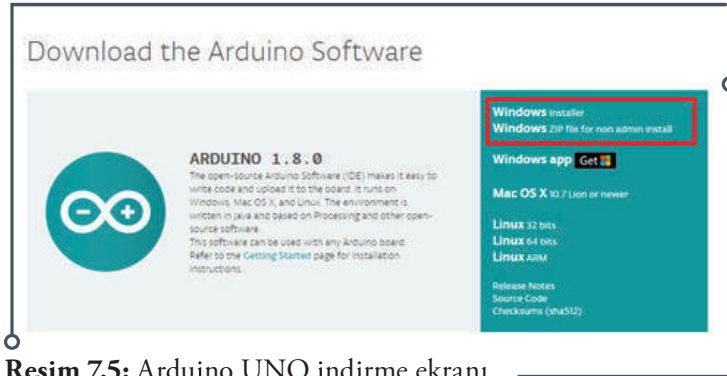 Download the Arduino Software
ARDUINO 1.8.0
The open-source Arduino Software (IDE) makes it easy to
write code and upload it to the board. It runs on
Windows, Mac OS X, and Linux. The environment is
written in Java and based on Processing and other open-
source software.
This software can be used with any Arduino board.
Refer to the Getting Started page for installation
instructions.
Windows Installer
Windows ZIP file for non admin install
Windows app Get
Mac OS X 10.7 Lion or newer
Linux 32 bits
Linux 64 bits
Linux ARM
Release Notes
Source Code
Checksums (sha512)
Resim 7.5: Arduino UNO indirme ekranı